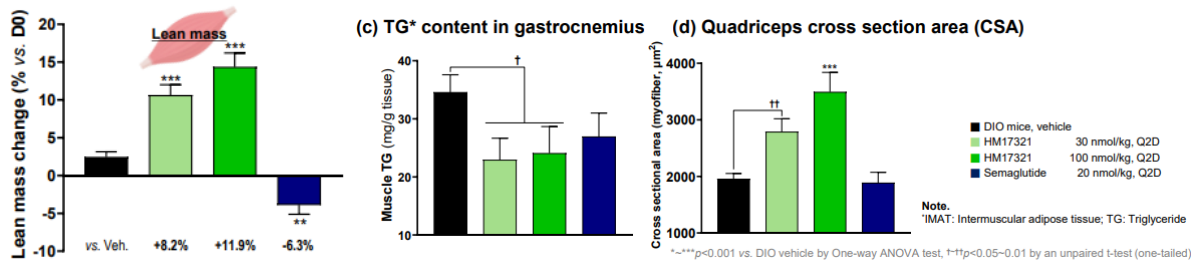 Lean mass change (% vs. D0)
20
15
10
5
0
-5
-10
Lean mass
***
***
**
vs. Veh. +8.2% +11.9% -6.3%
(c) TG* content in gastrocnemius
Muscle TG (mg/g tissue)
40
30
20
10
†
(d) Quadriceps cross section area (CSA)
Cross sectional area (myofiber, μm²)
4000
3000
2000
1000
††
***
DIO mice, vehicle
HM17321 30 nmol/kg, Q2D
HM17321 100 nmol/kg, Q2D
Semaglutide 20 nmol/kg, Q2D
Note.
*IMAT: Intermuscular adipose tissue; TG: Triglyceride
*~***p<0.001 vs. DIO vehicle by One-way ANOVA test, †~††p<0.05~0.01 by an unpaired t-test (one-tailed)